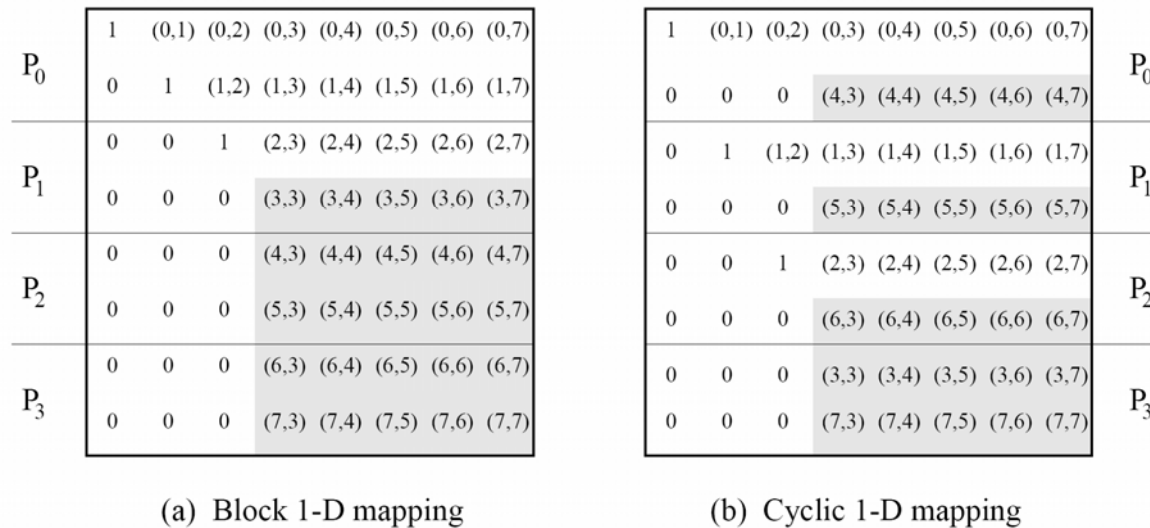 P0
1 (0,1) (0,2) (0,3) (0,4) (0,5) (0,6) (0,7)
0 1 (1,2) (1,3) (1,4) (1,5) (1,6) (1,7)
P1
0 0 1 (2,3) (2,4) (2,5) (2,6) (2,7)
0 0 0 (3,3) (3,4) (3,5) (3,6) (3,7)
P2
0 0 0 (4,3) (4,4) (4,5) (4,6) (4,7)
0 0 0 (5,3) (5,4) (5,5) (5,6) (5,7)
P3
0 0 0 (6,3) (6,4) (6,5) (6,6) (6,7)
0 0 0 (7,3) (7,4) (7,5) (7,6) (7,7)
(a) Block 1-D mapping
1 (0,1) (0,2) (0,3) (0,4) (0,5) (0,6) (0,7)
0 0 0 (4,3) (4,4) (4,5) (4,6) (4,7)
P0
0 1 (1,2) (1,3) (1,4) (1,5) (1,6) (1,7)
0 0 0 (5,3) (5,4) (5,5) (5,6) (5,7)
P1
0 0 1 (2,3) (2,4) (2,5) (2,6) (2,7)
0 0 0 (6,3) (6,4) (6,5) (6,6) (6,7)
P2
0 0 0 (3,3) (3,4) (3,5) (3,6) (3,7)
0 0 0 (7,3) (7,4) (7,5) (7,6) (7,7)
P3
(b) Cyclic 1-D mapping